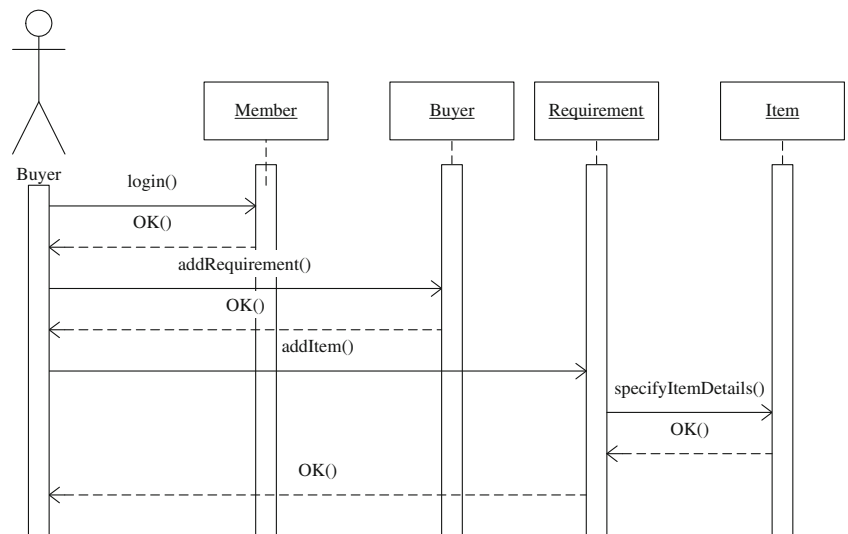 Member
Buyer
Requirement
Item
Buyer
login()
OK()
addRequirement()
OK()
addItem()
specifyItemDetails()
OK()
OK()